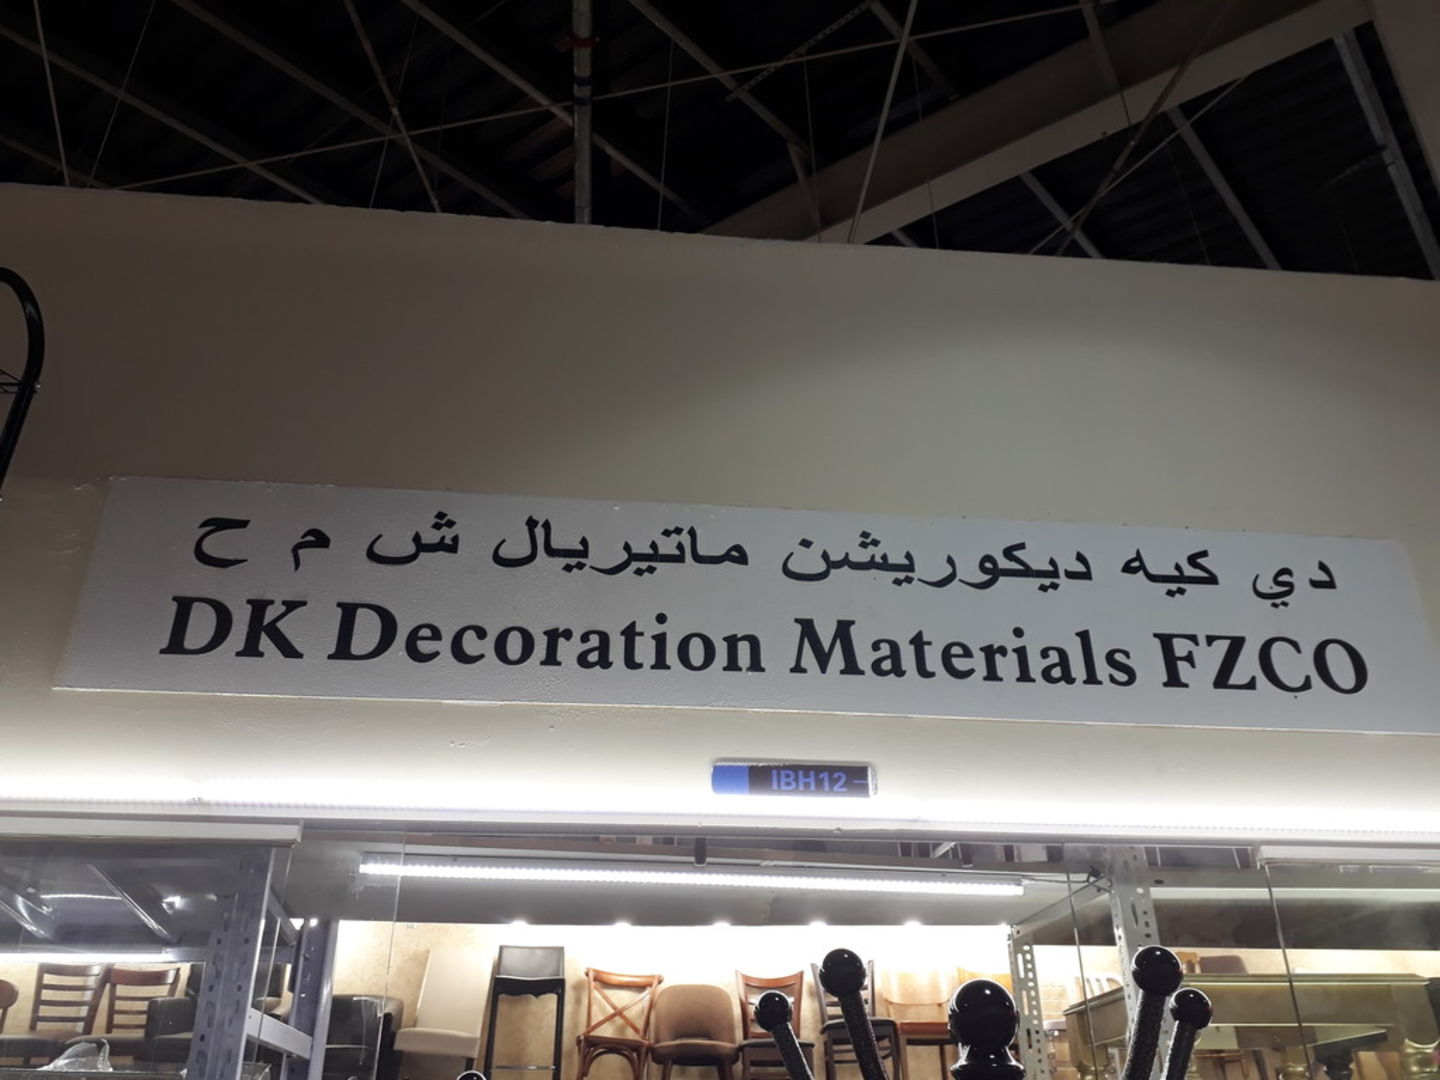 دي كيه ديكوريشن ماتيريال ش م ح
DK Decoration Materials FZCO
IBH12